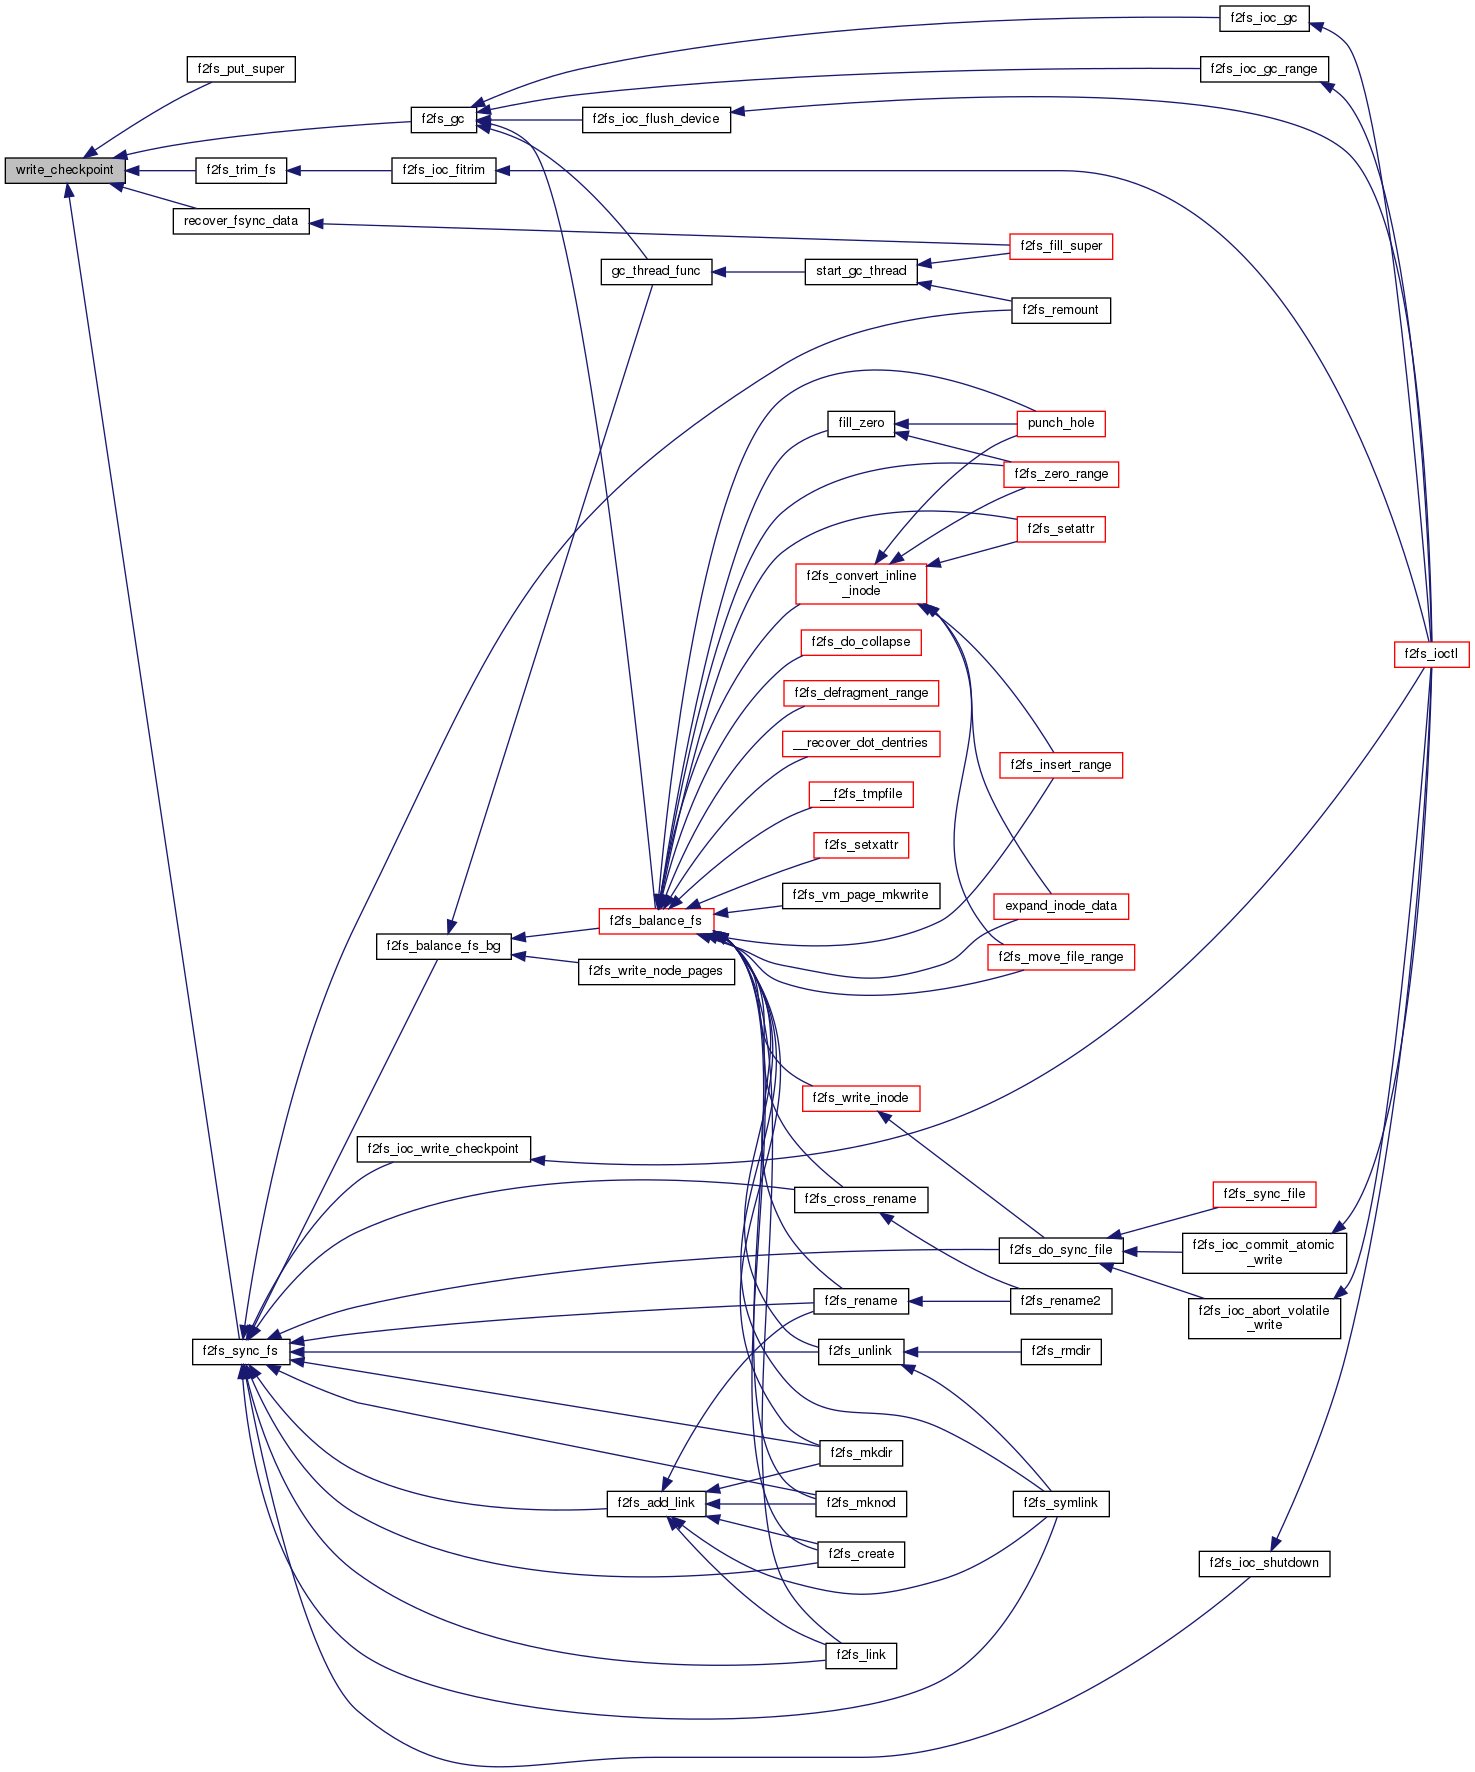 f2fs_ioc_gc
f2fs_put_super
f2fs_ioc_gc_range
f2fs_gc
f2fs_ioc_flush_device
write_checkpoint
f2fs_trim_fs
f2fs_ioc_fitrim
recover_fsync_data
f2fs_fill_super
gc_thread_func
start_gc_thread
f2fs_remount
fill_zero
punch_hole
f2fs_zero_range
f2fs_setattr
f2fs_convert_inline
_inode
f2fs_do_collapse
f2fs_ioctl
f2fs_defragment_range
__recover_dot_dentries
f2fs_insert_range
__f2fs_tmpfile
f2fs_setxattr
f2fs_vm_page_mkwrite
expand_inode_data
f2fs_balance_fs
f2fs_balance_fs_bg
f2fs_move_file_range
f2fs_write_node_pages
f2fs_write_inode
f2fs_ioc_write_checkpoint
f2fs_cross_rename
f2fs_sync_file
f2fs_do_sync_file
f2fs_ioc_commit_atomic
_write
f2fs_rename
f2fs_rename2
f2fs_ioc_abort_volatile
_write
f2fs_sync_fs
f2fs_unlink
f2fs_rmdir
f2fs_mkdir
f2fs_add_link
f2fs_mknod
f2fs_symlink
f2fs_create
f2fs_ioc_shutdown
f2fs_link